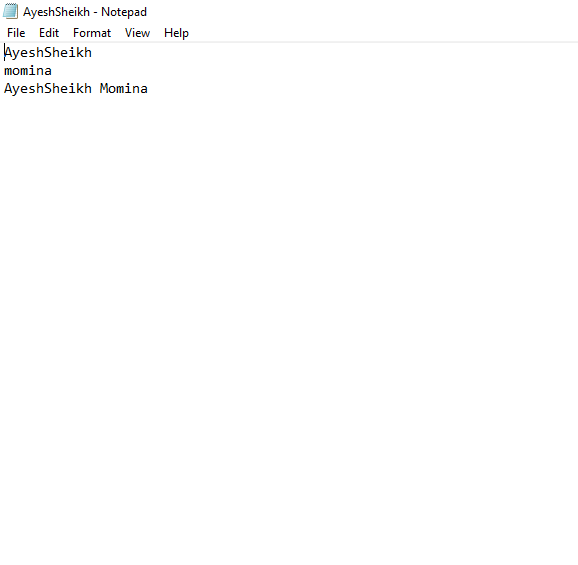 AyeshSheikh - Notepad
File Edit Format View Help
AyeshSheikh
momina
AyeshSheikh Momina